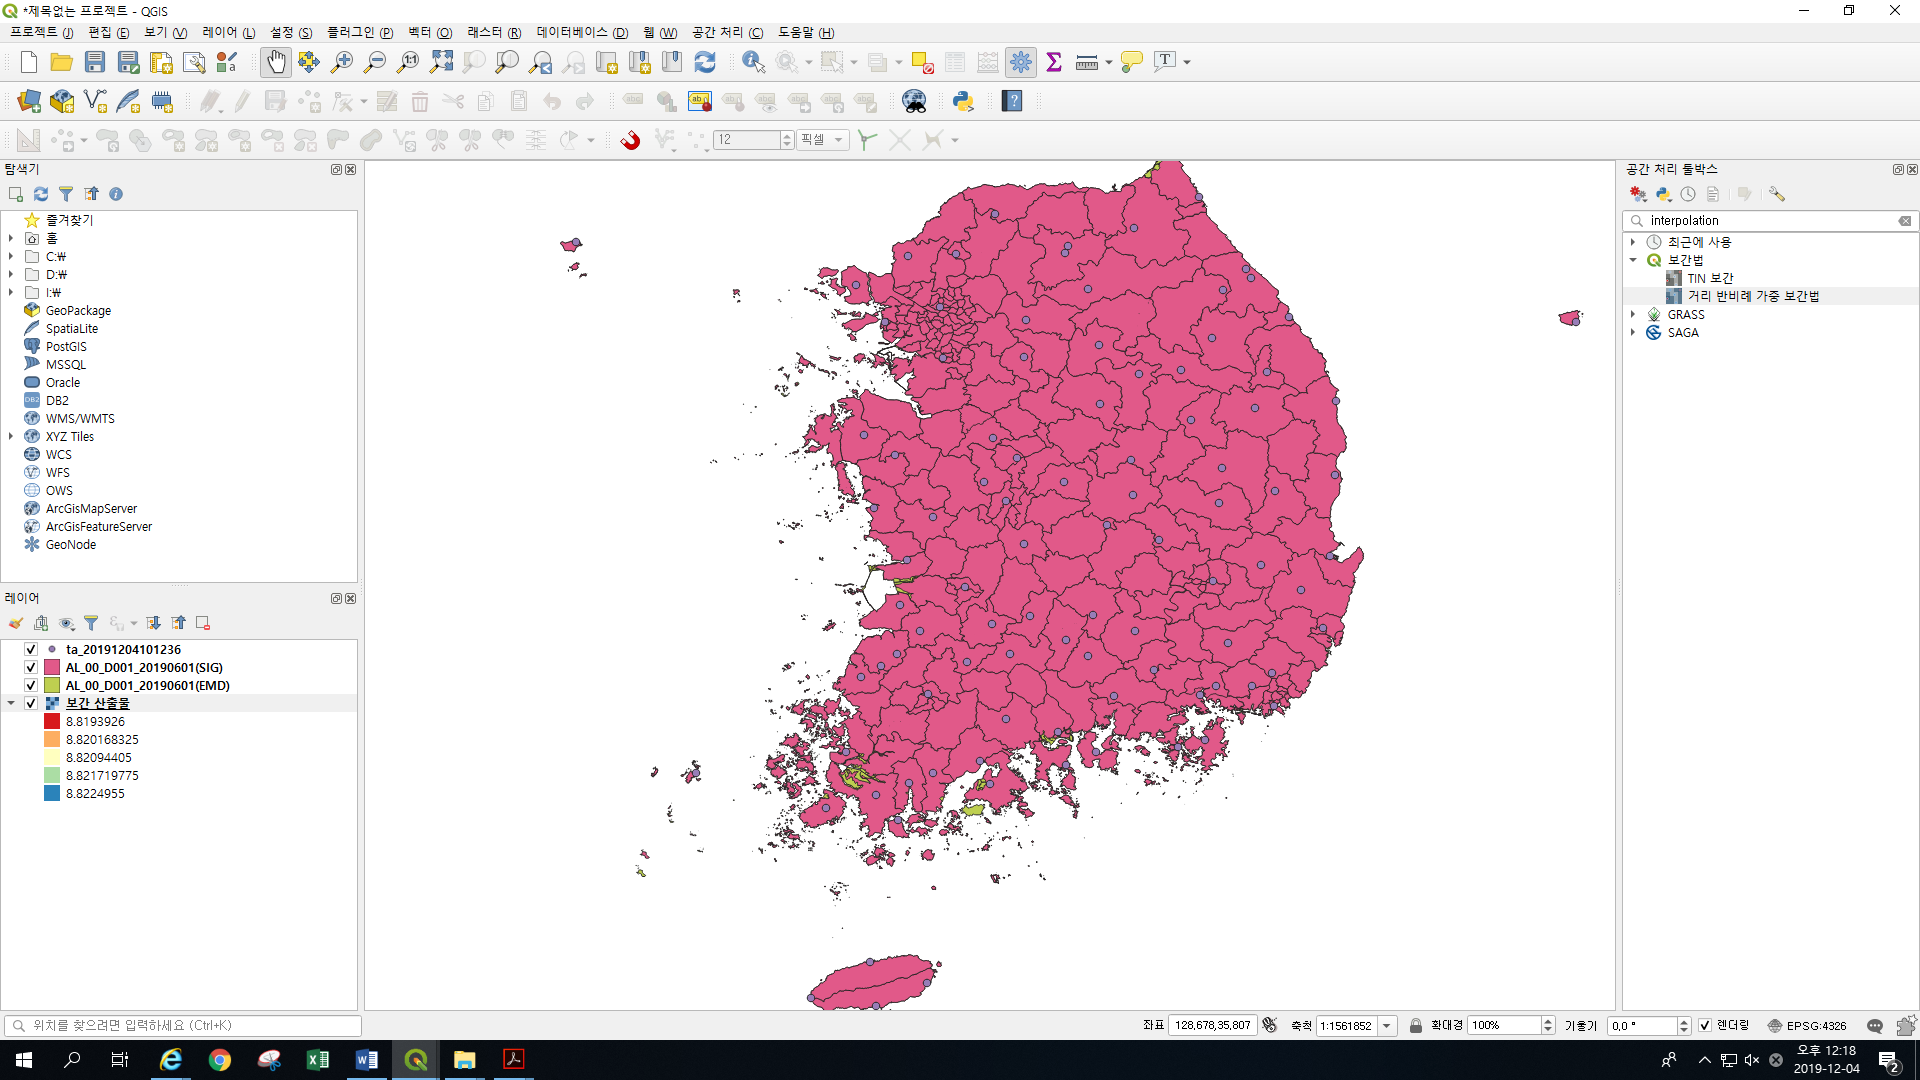 *제목없는 프로젝트 - QGIS
프로젝트 (J) 편집 (E) 보기 (V) 레이어 (L) 설정 (S) 플러그인 (P) 벡터 (O) 래스터 (R) 데이터베이스 (D) 웹 (W) 공간 처리 (C) 도움말 (H)
12 픽셀
탐색기
즐겨찾기
홈
C:₩
D:₩
I:₩
GeoPackage
SpatiaLite
PostGIS
MSSQL
Oracle
DB2
WMS/WMTS
XYZ Tiles
WCS
WFS
OWS
ArcGisMapServer
ArcGisFeatureServer
GeoNode
레이어
ta_20191204101236
AL_00_D001_20190601(SIG)
AL_00_D001_20190601(EMD)
보간 산출물
8.8193926
8.820168325
8.82094405
8.821719775
8.8224955
공간 처리 툴박스
interpolation
최근에 사용
보간법
TIN 보간
거리 반비례 가중 보간법
GRASS
SAGA
위치를 찾으려면 입력하세요 (Ctrl+K)
좌표 128,678,35,807 축척 1:1561852 확대경 100% 기울기 0,0 ° 렌더링 EPSG:4326
오후 12:18
2019-12-04
2